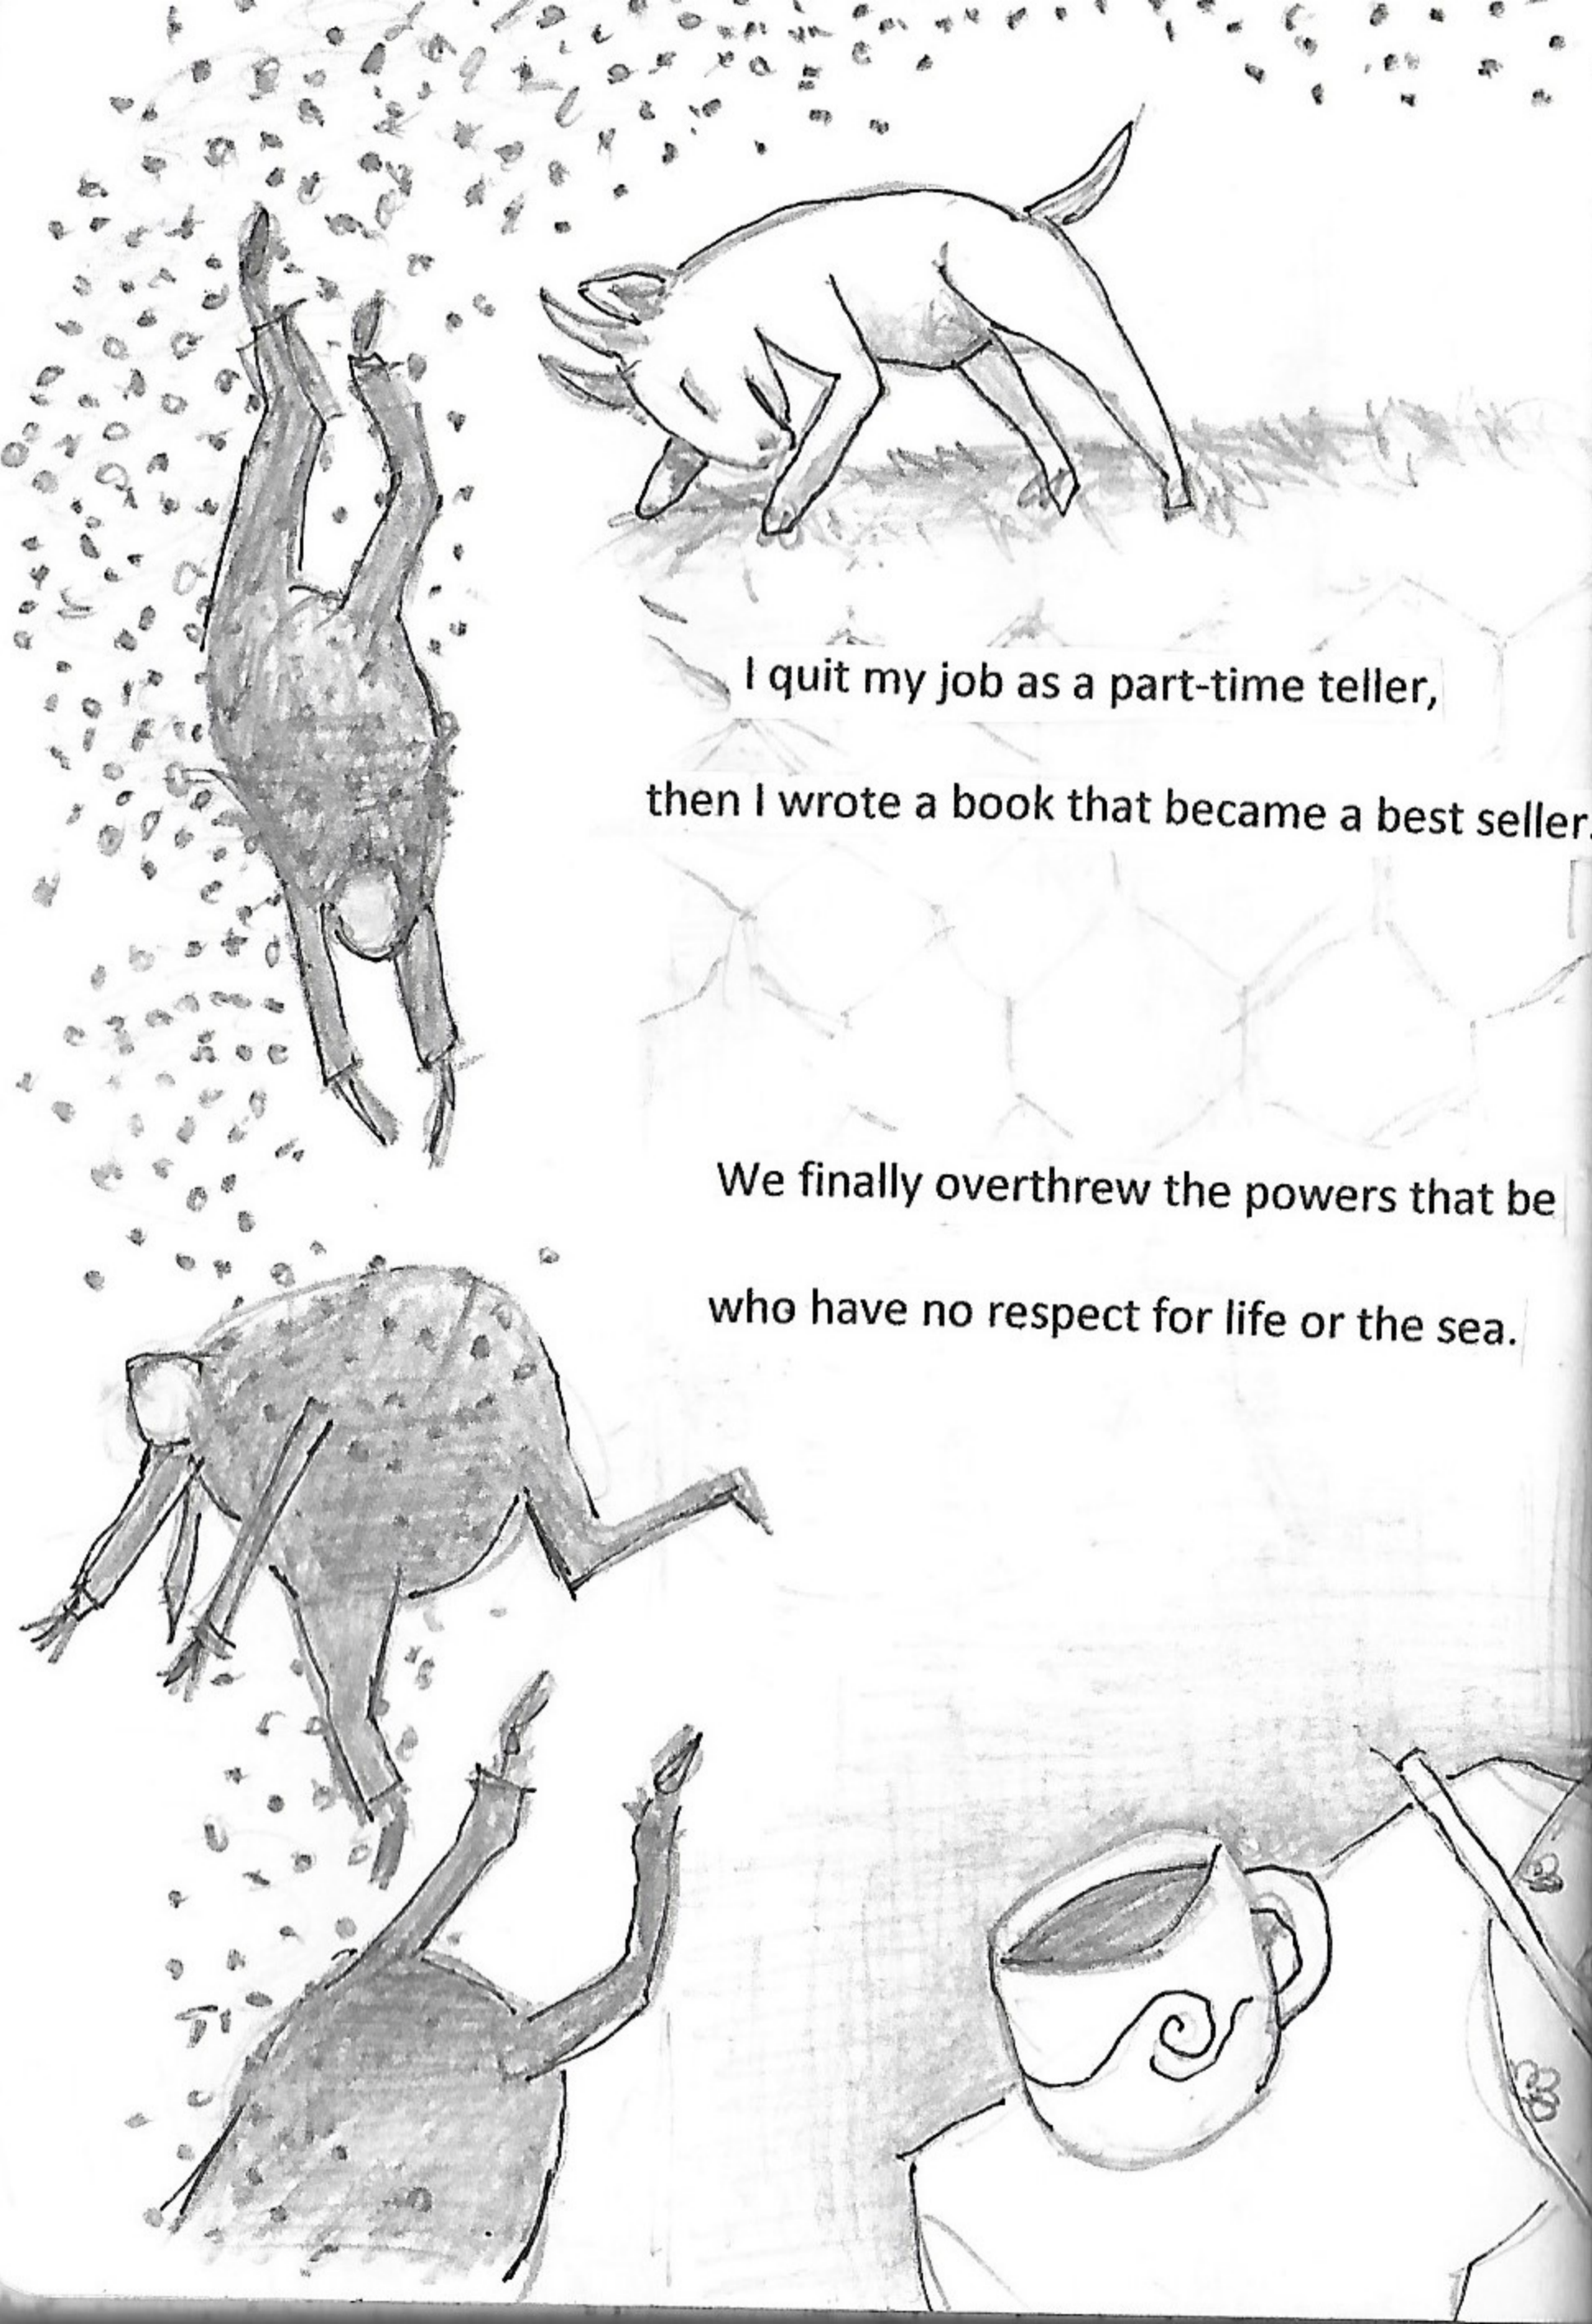 I quit my job as a part-time teller,
then I wrote a book that became a best seller.
We finally overthrew the powers that be
who have no respect for life or the sea.